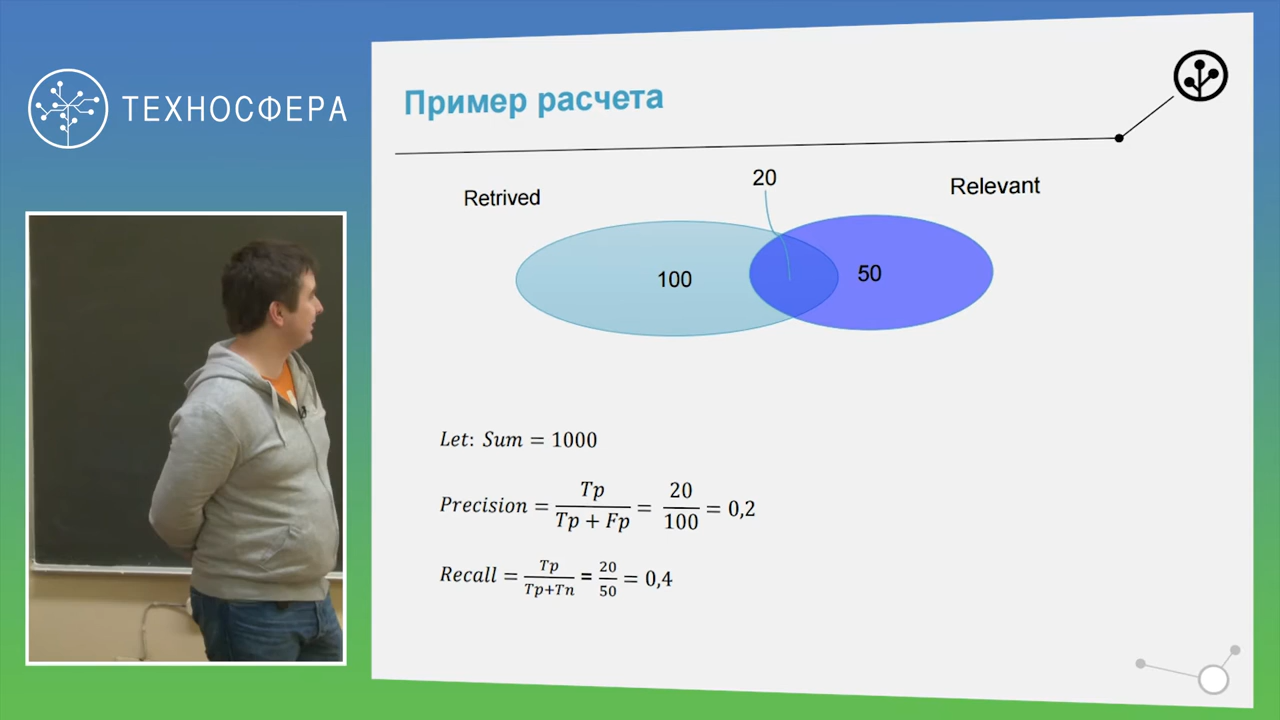 ТЕХНОСФЕРА
Пример расчета
20
Retrived
Relevant
100
50
Let: Sum = 1000
Precision = Tp / (Tp + Fp) = 20 / 100 = 0,2
Recall = Tp / (Tp+Tn) = 20 / 50 = 0,4